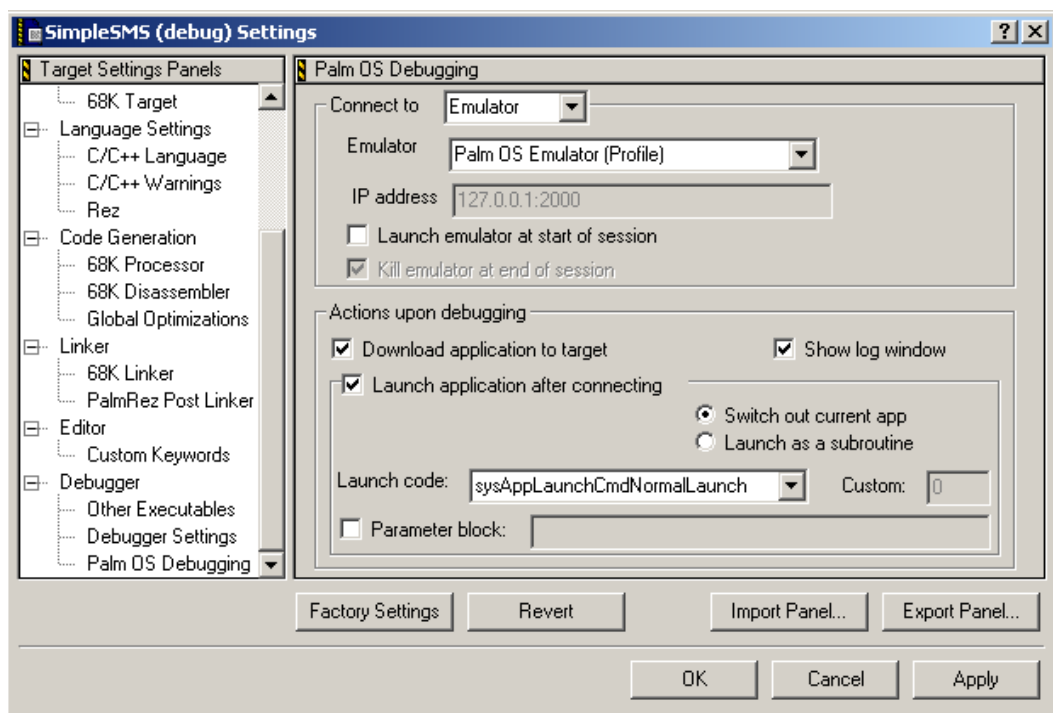 SimpleSMS (debug) Settings
Target Settings Panels
68K Target
Language Settings
C/C++ Language
C/C++ Warnings
Rez
Code Generation
68K Processor
68K Disassembler
Global Optimizations
Linker
68K Linker
PalmRez Post Linker
Editor
Custom Keywords
Debugger
Other Executables
Debugger Settings
Palm OS Debugging
Palm OS Debugging
Connect to Emulator
Emulator Palm OS Emulator (Profile)
IP address 127.0.0.1:2000
Launch emulator at start of session
Kill emulator at end of session
Actions upon debugging
Download application to target Show log window
Launch application after connecting
Switch out current app
Launch as a subroutine
Launch code: sysAppLaunchCmdNormalLaunch Custom: 0
Parameter block:
Factory Settings Revert Import Panel... Export Panel...
OK Cancel Apply